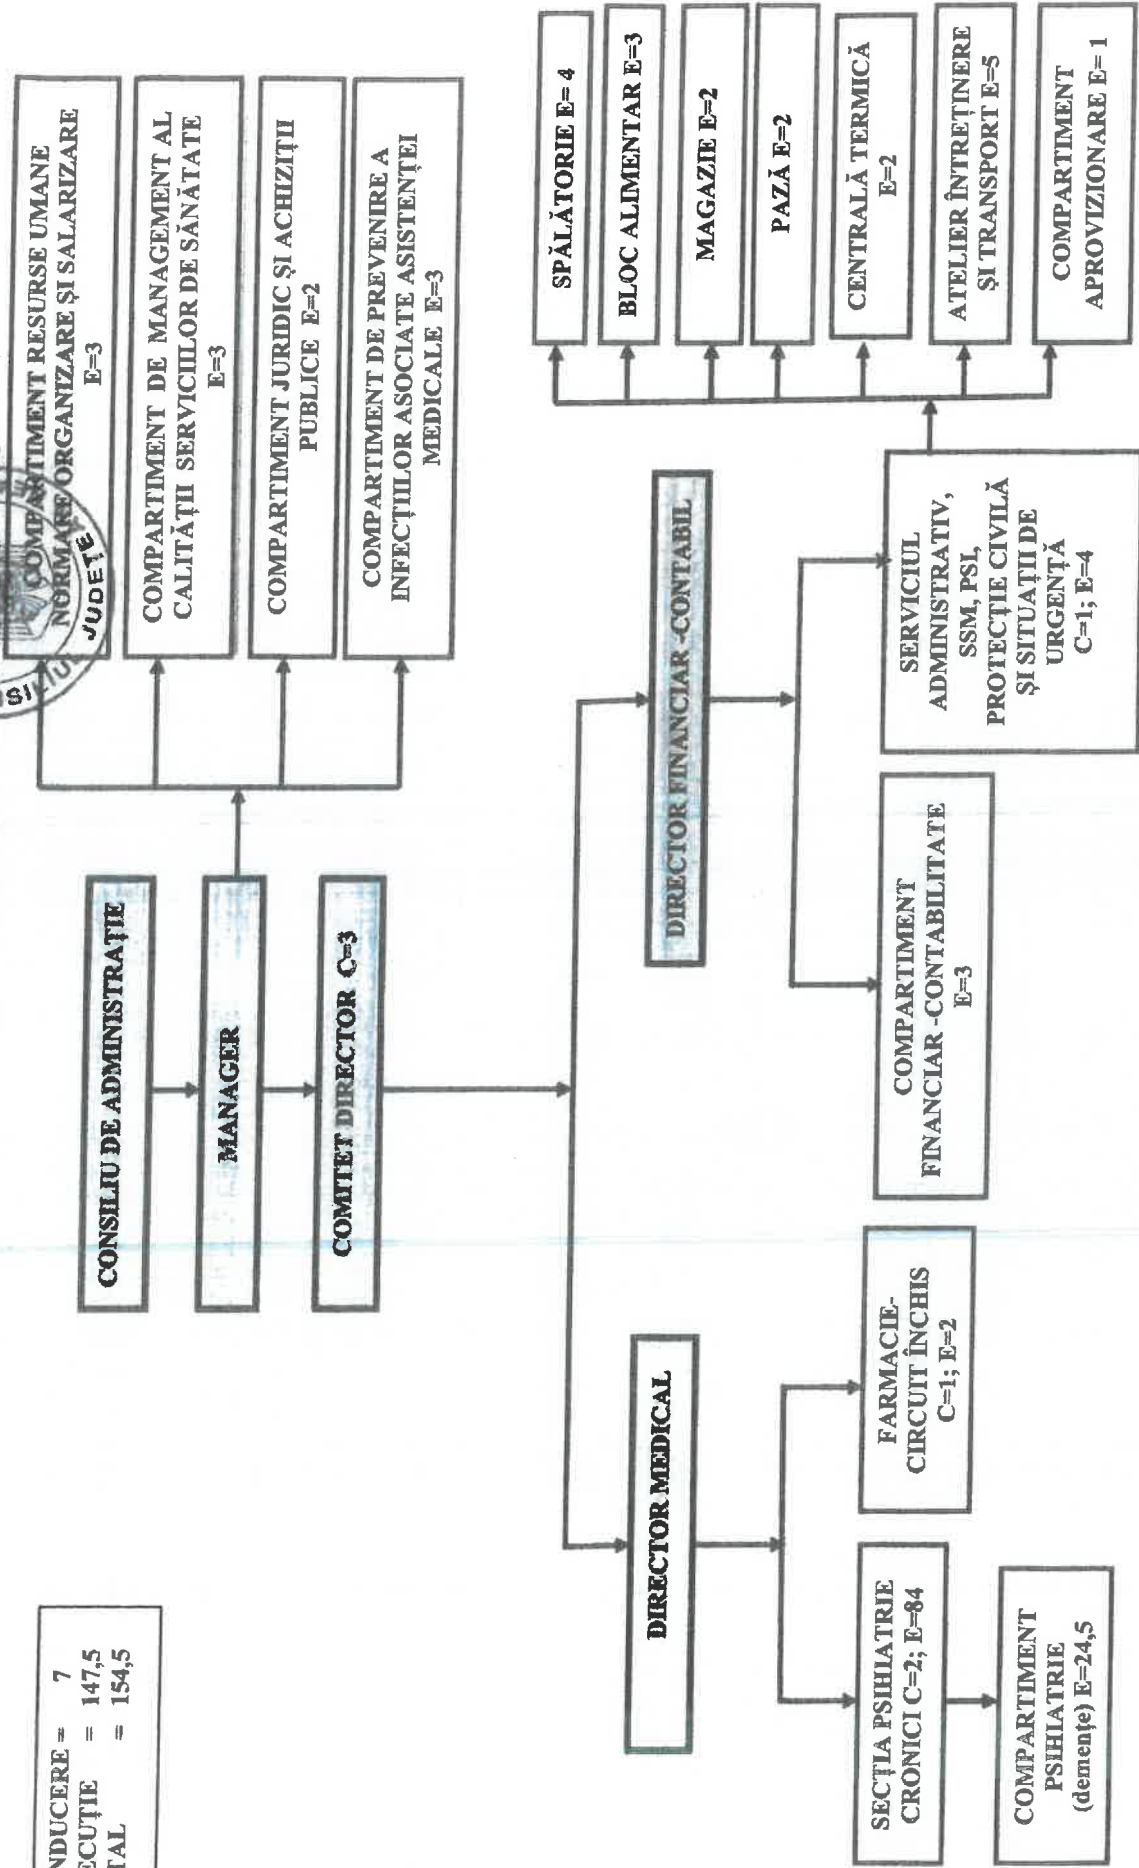 NDUCERE = 7
ECUȚIE = 147,5
TAL = 154,5
CONSILIU DE ADMINISTRAȚIE
MANAGER
COMITET DIRECTOR C=3
COMPARTIMENT RESURSE UMANE
NORMARE ORGANIZARE ȘI SALARIZARE
E=3
COMPARTIMENT DE MANAGEMENT AL
CALITĂȚII SERVICIILOR DE SĂNĂTATE
E=3
COMPARTIMENT JURIDIC ȘI ACHIZIȚII
PUBLICE E=2
COMPARTIMENT DE PREVENIRE A
INFECȚIILOR ASOCIATE ASISTENȚEI
MEDICALE E=3
JUDEȚE
DIRECTOR MEDICAL
DIRECTOR FINANCIAR -CONTABIL
SECȚIA PSIHIATRIE
CRONICI C=2; E=84
COMPARTIMENT
PSIHIATRIE
(demențe) E=24,5
FARMACIE-
CIRCUIT ÎNCHIS
C=1; E=2
COMPARTIMENT
FINANCIAR -CONTABILITATE
E=3
SERVICIUL
ADMINISTRATIV,
SSM, PSI,
PROTECȚIE CIVILĂ
ȘI SITUAȚII DE
URGENȚĂ
C=1; E=4
SPĂLĂTORIE E= 4
BLOC ALIMENTAR E=3
MAGAZIE E=2
PAZĂ E=2
CENTRALĂ TERMICĂ
E=2
ATELIER ÎNTREȚINERE
ȘI TRANSPORT E=5
COMPARTIMENT
APROVIZIONARE E= 1